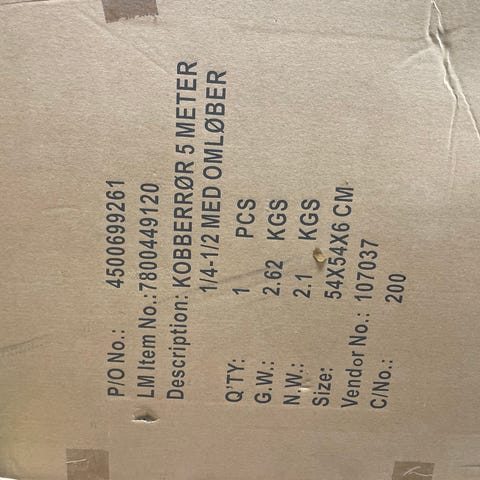 P/O No.: 4500699261
LM Item No.:7800449120
Description: KOBBERRØR 5 METER
1/4-1/2 MED OMLØBER
Q'TY: 1 PCS
G.W.: 2.62 KGS
N.W.: 2.1 KGS
Size: 54X54X6 CM
Vendor No.: 107037
C/No.: 200